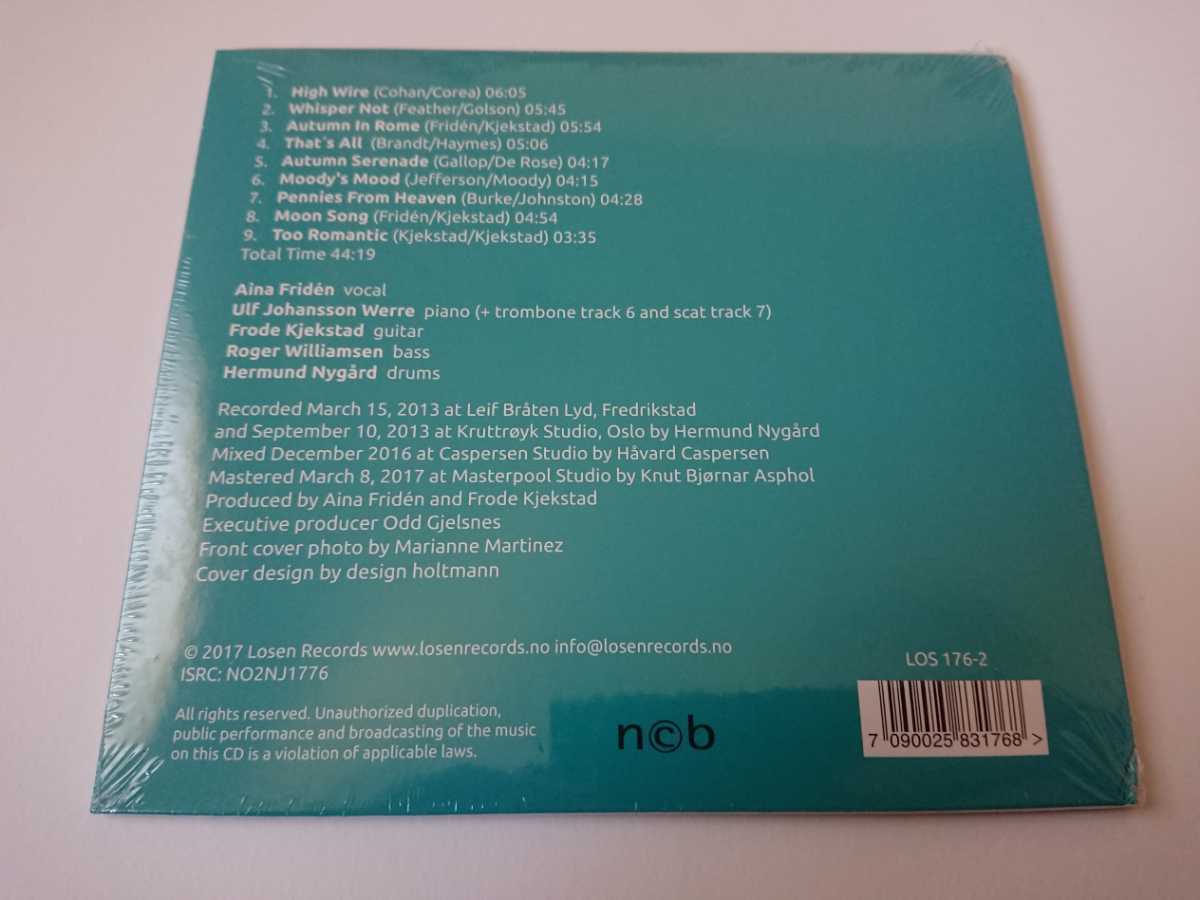 1. High Wire (Cohan/Corea) 06:05
2. Whisper Not (Feather/Golson) 05:45
3. Autumn In Rome (Fridén/Kjekstad) 05:54
4. That´s All (Brandt/Haymes) 05:06
5. Autumn Serenade (Gallop/De Rose) 04:17
6. Moody's Mood (Jefferson/Moody) 04:15
7. Pennies From Heaven (Burke/Johnston) 04:28
8. Moon Song (Fridén/Kjekstad) 04:54
9. Too Romantic (Kjekstad/Kjekstad) 03:35
Total Time 44:19
Aina Fridén vocal
Ulf Johansson Werre piano (+ trombone track 6 and scat track 7)
Frode Kjekstad guitar
Roger Williamsen bass
Hermund Nygård drums
Recorded March 15, 2013 at Leif Bråten Lyd, Fredrikstad
and September 10, 2013 at Kruttrøyk Studio, Oslo by Hermund Nygård
Mixed December 2016 at Caspersen Studio by Håvard Caspersen
Mastered March 8, 2017 at Masterpool Studio by Knut Bjørnar Asphol
Produced by Aina Fridén and Frode Kjekstad
Executive producer Odd Gjelsnes
Front cover photo by Marianne Martinez
Cover design by design holtmann
© 2017 Losen Records www.losenrecords.no info@losenrecords.no
ISRC: NO2NJ1776
All rights reserved. Unauthorized duplication,
public performance and broadcasting of the music
on this CD is a violation of applicable laws.
n©b
LOS 176-2
7 090025 831768 >